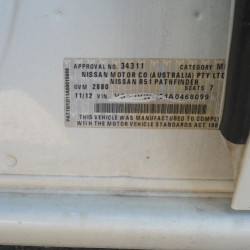 APPROVAL NO. 34311 CATEGORY M
NISSAN MOTOR CO (AUSTRALIA) PTY LTD
NISSAN R51 PATHFINDER
GVM 2880 SEATS 7
11/12 VIN
THIS VEHICLE WAS MANUFACTURED TO COMPLY
WITH THE MOTOR VEHICLE STANDARDS ACT 198